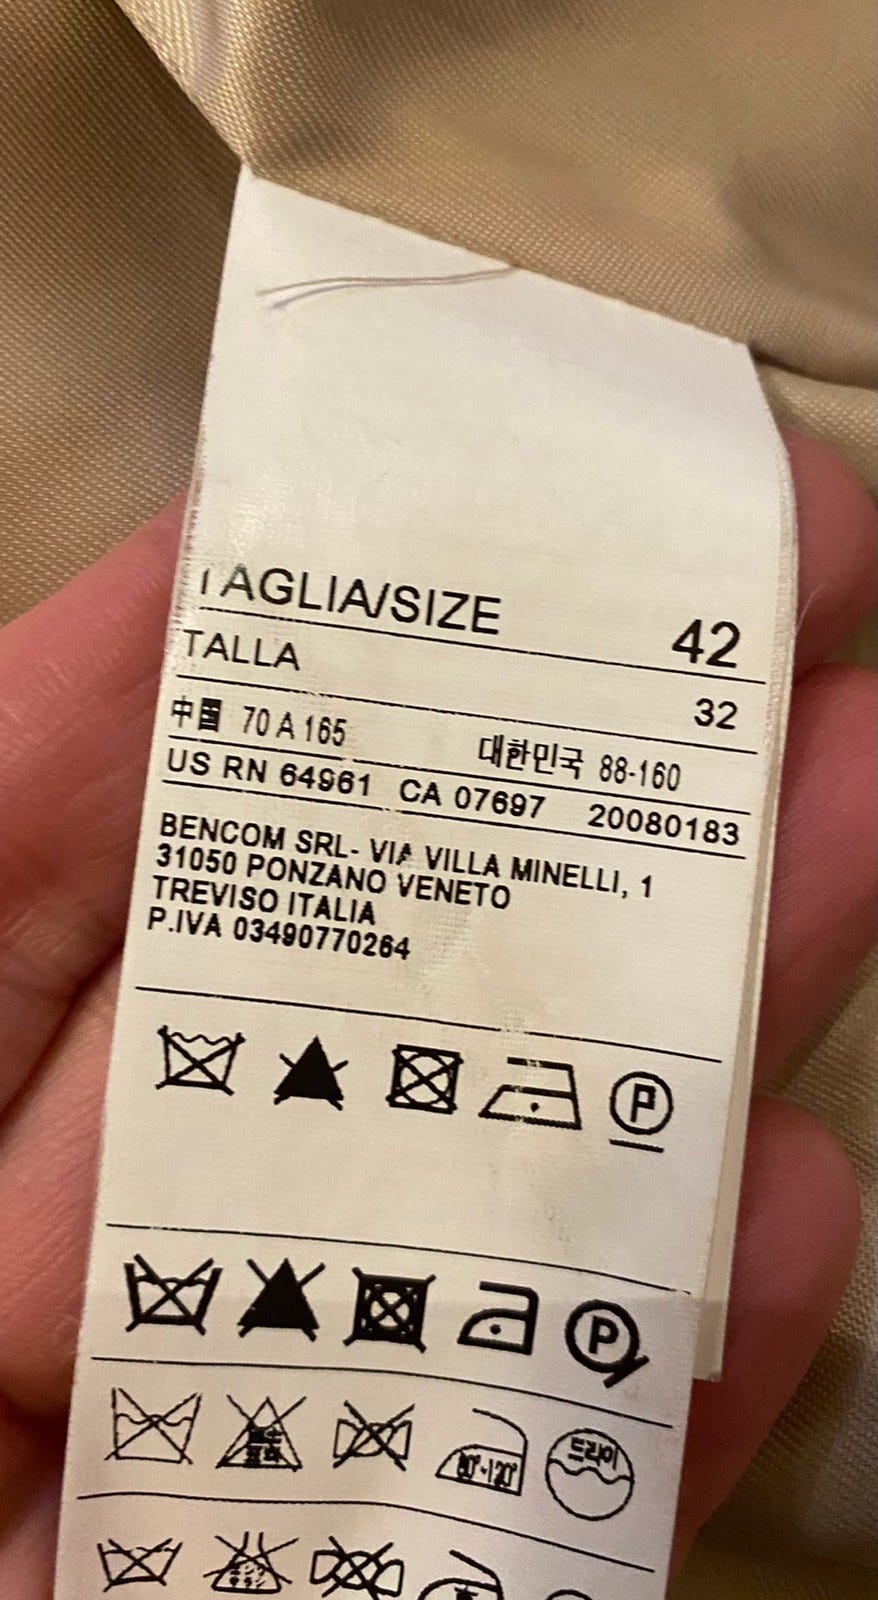 TAGLIA/SIZE 42
TALLA 32
中国 70 A 165 대한민국 88-160
US RN 64961 CA 07697 20080183
BENCOM SRL- VIA VILLA MINELLI, 1
31050 PONZANO VENETO
TREVISO ITALIA
P.IVA 03490770264
P
P
80°-120° 드라이